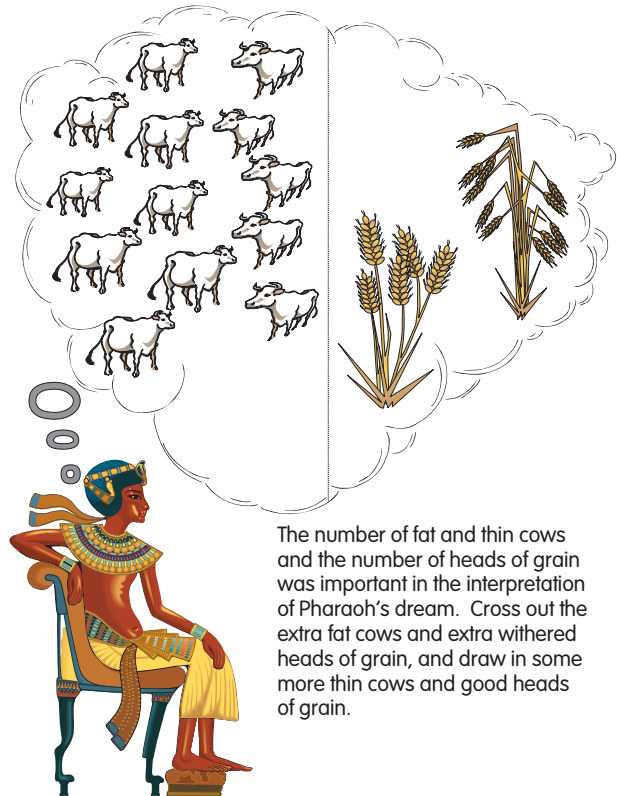 The number of fat and thin cows
and the number of heads of grain
was important in the interpretation
of Pharaoh's dream.  Cross out the
extra fat cows and extra withered
heads of grain, and draw in some
more thin cows and good heads
of grain.